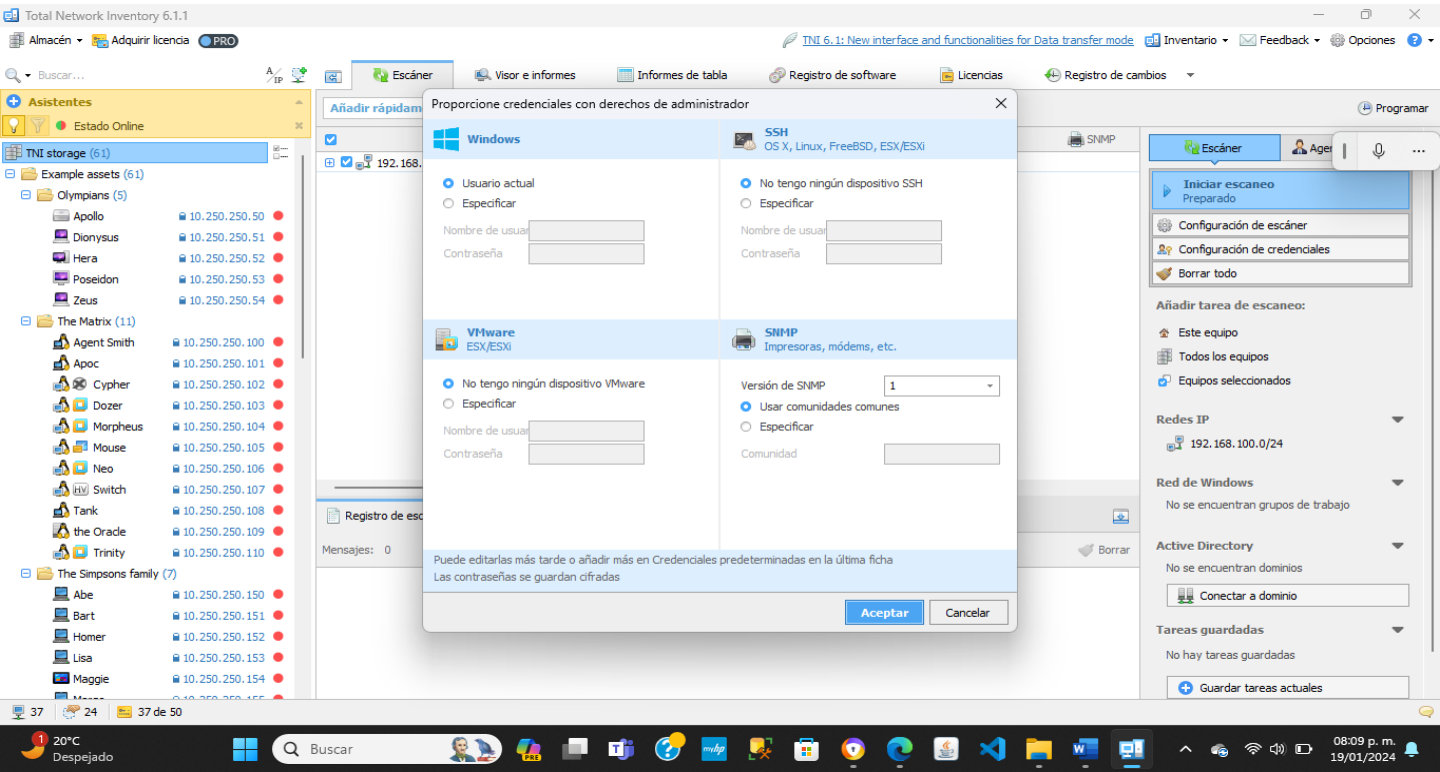 Total Network Inventory 6.1.1
Almacén
Adquirir licencia
PRO
TNI 6.1: New interface and functionalities for Data transfer mode
Inventario
Feedback
Opciones
?
Buscar...
A/IP
Escáner
Visor e informes
Informes de tabla
Registro de software
Licencias
Registro de cambios
Asistentes
Estado Online
TNI storage (61)
Example assets (61)
Olympians (5)
Apollo 10.250.250.50
Dionysus 10.250.250.51
Hera 10.250.250.52
Poseidon 10.250.250.53
Zeus 10.250.250.54
The Matrix (11)
Agent Smith 10.250.250.100
Apoc 10.250.250.101
Cypher 10.250.250.102
Dozer 10.250.250.103
Morpheus 10.250.250.104
Mouse 10.250.250.105
Neo 10.250.250.106
HV Switch 10.250.250.107
Tank 10.250.250.108
the Oracle 10.250.250.109
Trinity 10.250.250.110
The Simpsons family (7)
Abe 10.250.250.150
Bart 10.250.250.151
Homer 10.250.250.152
Lisa 10.250.250.153
Maggie 10.250.250.154
Añadir rápidam
192.168.
SNMP
Registro de esc
Mensajes: 0
Borrar
Proporcione credenciales con derechos de administrador
Windows
Usuario actual
Especificar
Nombre de usuar
Contraseña
SSH
OS X, Linux, FreeBSD, ESX/ESXi
No tengo ningún dispositivo SSH
Especificar
Nombre de usuar
Contraseña
VMware
ESX/ESXi
No tengo ningún dispositivo VMware
Especificar
Nombre de usuar
Contraseña
SNMP
Impresoras, módems, etc.
Versión de SNMP 1
Usar comunidades comunes
Especificar
Comunidad
Puede editarlas más tarde o añadir más en Credenciales predeterminadas en la última ficha
Las contraseñas se guardan cifradas
Aceptar
Cancelar
Programar
Escáner
Agen
Iniciar escaneo
Preparado
Configuración de escáner
Configuración de credenciales
Borrar todo
Añadir tarea de escaneo:
Este equipo
Todos los equipos
Equipos seleccionados
Redes IP
192.168.100.0/24
Red de Windows
No se encuentran grupos de trabajo
Active Directory
No se encuentran dominios
Conectar a dominio
Tareas guardadas
No hay tareas guardadas
Guardar tareas actuales
37
24
37 de 50
1
20°C
Despejado
Buscar
PRE
myhp
08:09 p. m.
19/01/2024